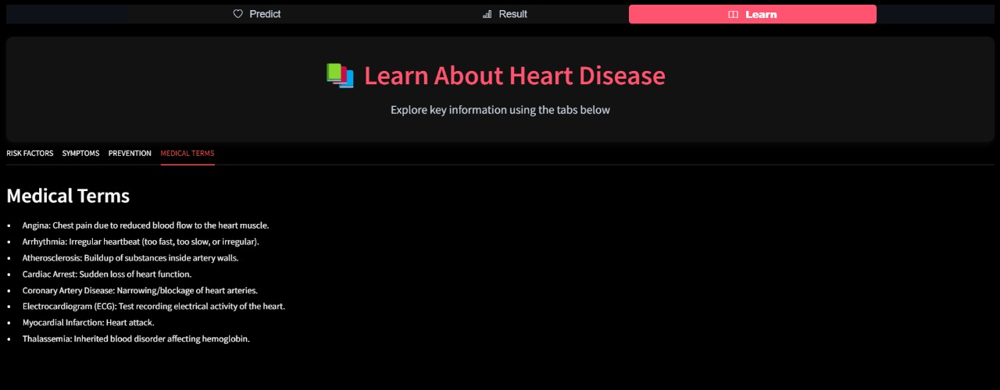 Predict
Result
Learn
Learn About Heart Disease
Explore key information using the tabs below
RISK FACTORS SYMPTOMS PREVENTION MEDICAL TERMS
Medical Terms
• Angina: Chest pain due to reduced blood flow to the heart muscle.
• Arrhythmia: Irregular heartbeat (too fast, too slow, or irregular).
• Atherosclerosis: Buildup of substances inside artery walls.
• Cardiac Arrest: Sudden loss of heart function.
• Coronary Artery Disease: Narrowing/blockage of heart arteries.
• Electrocardiogram (ECG): Test recording electrical activity of the heart.
• Myocardial Infarction: Heart attack.
• Thalassemia: Inherited blood disorder affecting hemoglobin.